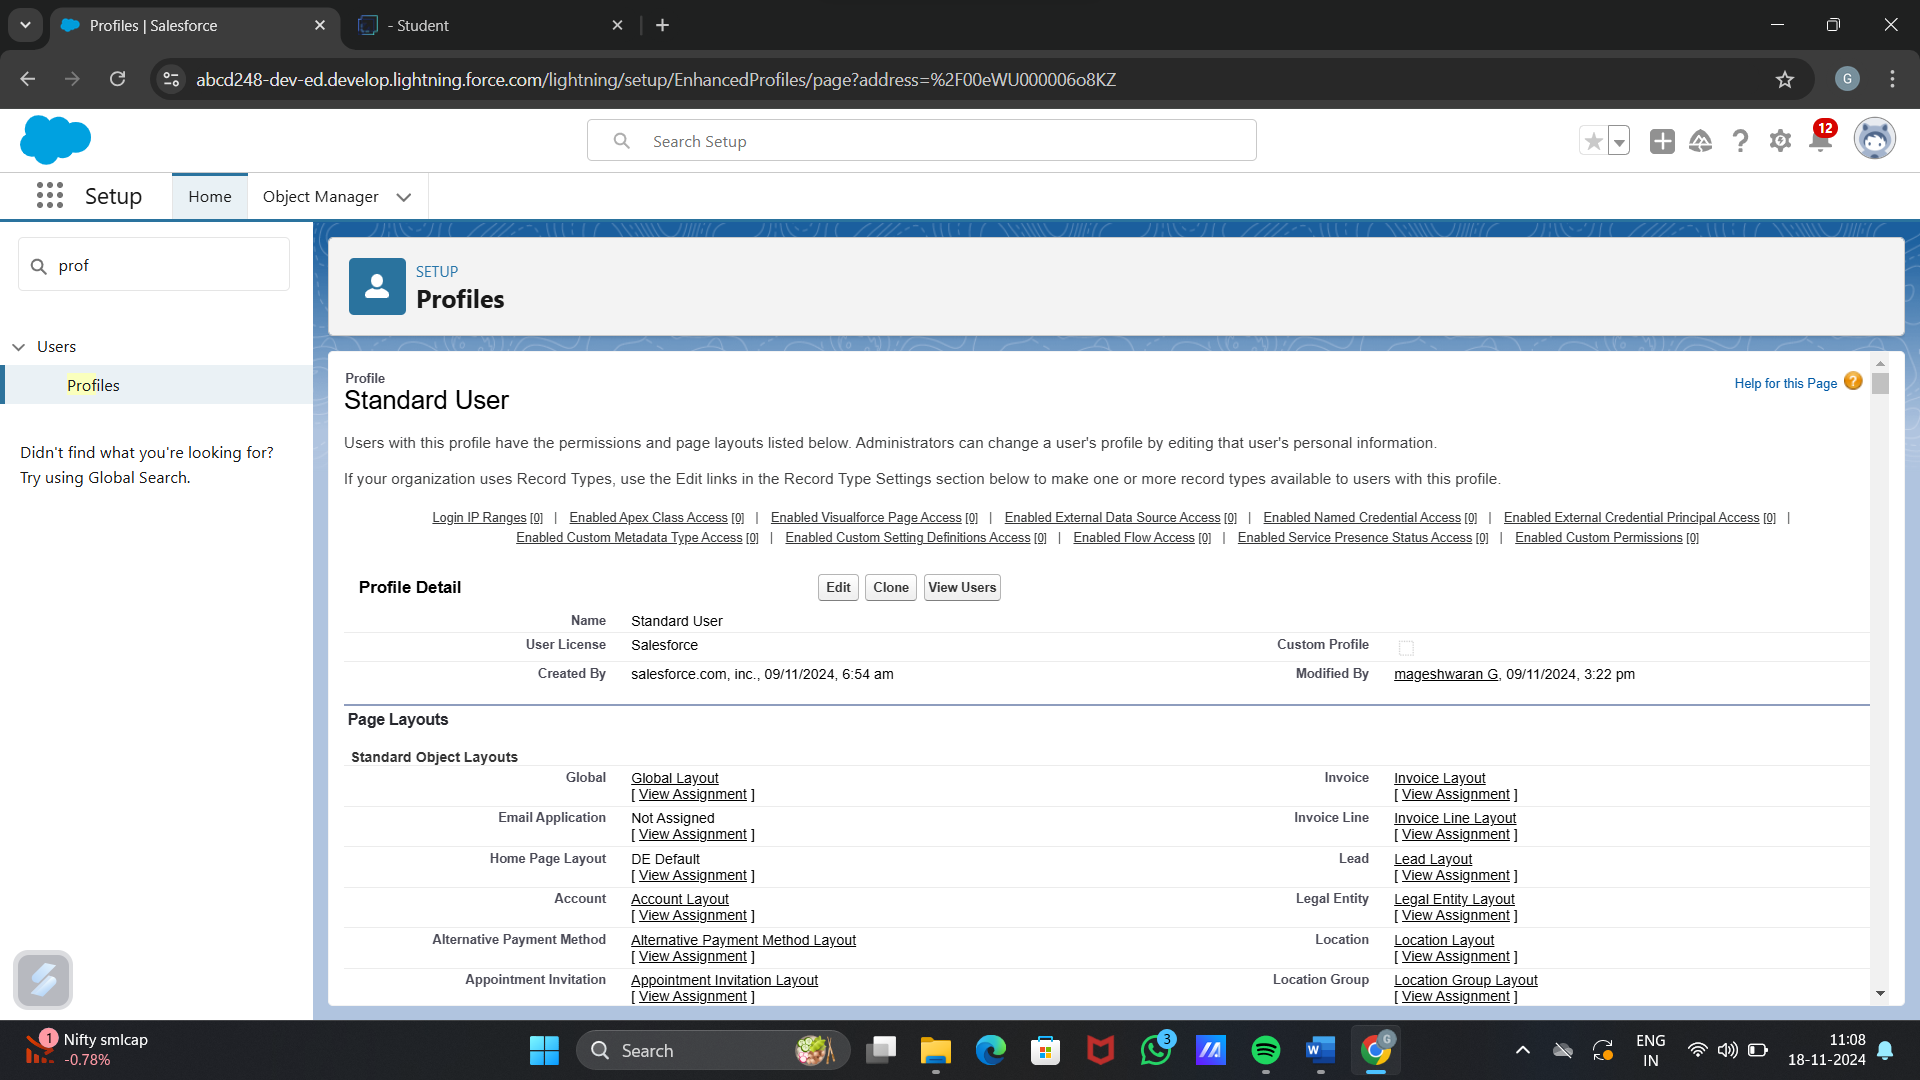 Profiles | Salesforce
- Student
abcd248-dev-ed.develop.lightning.force.com/lightning/setup/EnhancedProfiles/page?address=%2F00eWU000006o8KZ
G
Search Setup
12
Setup
Home
Object Manager
prof
Users
Profiles
Didn't find what you're looking for?
Try using Global Search.
SETUP
Profiles
Profile
Standard User
Help for this Page
Users with this profile have the permissions and page layouts listed below. Administrators can change a user's profile by editing that user's personal information.
If your organization uses Record Types, use the Edit links in the Record Type Settings section below to make one or more record types available to users with this profile.
Login IP Ranges [0] | Enabled Apex Class Access [0] | Enabled Visualforce Page Access [0] | Enabled External Data Source Access [0] | Enabled Named Credential Access [0] | Enabled External Credential Principal Access [0] |
Enabled Custom Metadata Type Access [0] | Enabled Custom Setting Definitions Access [0] | Enabled Flow Access [0] | Enabled Service Presence Status Access [0] | Enabled Custom Permissions [0]
Profile Detail
Edit Clone View Users
Name Standard User
User License Salesforce Custom Profile
Created By salesforce.com, inc., 09/11/2024, 6:54 am Modified By mageshwaran G, 09/11/2024, 3:22 pm
Page Layouts
Standard Object Layouts
Global Global Layout Invoice Invoice Layout
[ View Assignment ] [ View Assignment ]
Email Application Not Assigned Invoice Line Invoice Line Layout
[ View Assignment ] [ View Assignment ]
Home Page Layout DE Default Lead Lead Layout
[ View Assignment ] [ View Assignment ]
Account Account Layout Legal Entity Legal Entity Layout
[ View Assignment ] [ View Assignment ]
Alternative Payment Method Alternative Payment Method Layout Location Location Layout
[ View Assignment ] [ View Assignment ]
Appointment Invitation Appointment Invitation Layout Location Group Location Group Layout
[ View Assignment ] [ View Assignment ]
1
Nifty smlcap
-0.78%
Search
3
W
G
ENG
IN
11:08
18-11-2024